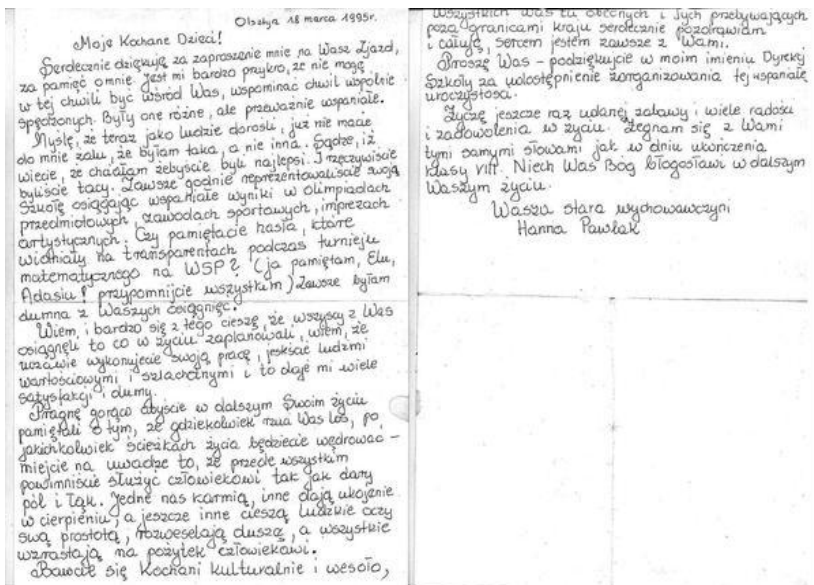 Olsztyn 18 marca 1995r.
Moje Kochane Dzieci!
Serdecznie dziękuję za zaproszenie mnie na Wasz Zjazd,
za pamięć o mnie. Jest mi bardzo przykro, że nie mogę
w tej chwili być wśród Was, wspominać chwil wspólnie
spędzonych. Były one różne, ale przeważnie wspaniałe.
Myślę, że teraz jako ludzie dorośli, już nie macie
do mnie żalu, że byłam taka, a nie inna. Sądzę, iż
wiecie, że chciałam żebyście byli najlepsi. I rzeczywiście
byliście tacy. Zawsze godnie reprezentowaliście swoją
Szkołę osiągając wspaniałe wyniki w olimpiadach
przedmiotowych, zawodach sportowych, imprezach
artystycznych. Czy pamiętacie hasła, które
widniały na transparentach podczas turnieju
matematycznego na WSP? (ja pamiętam, Elu,
Adasiu! przypomnijcie wszystkim) Zawsze byłam
dumna z Waszych osiągnięć.
Wiem, i bardzo się z tego cieszę, że wszyscy z Was
osiągnęli to co w życiu zaplanowali, wiem, że
uczciwie wykonujecie swoją pracę, jesteście ludźmi
wartościowymi i szlachetnymi i to daje mi wiele
satysfakcji i dumy.
Pragnę gorąco abyście w dalszym Swoim życiu
pamiętali o tym, że gdziekolwiek rzuci Was los, po
jakichkolwiek ścieżkach życia będziecie wędrować –
miejcie na uwadze to, że przede wszystkim
powinniście służyć człowiekowi tak jak dary
pól i łąk. Jedne nas karmią, inne dają ukojenie
w cierpieniu, a jeszcze inne cieszą ludzkie oczy
swą prostotą, rozweselają duszę, a wszystkie
wzrastają na pożytek człowiekowi.
Bawcie się Kochani kulturalnie i wesoło,
Wszystkich Was tu obecnych i Tych przebywających
poza granicami kraju serdecznie pozdrawiam
i całuję, sercem jestem zawsze z Wami.
Proszę Was – podziękujcie w moim imieniu Dyrekcji
Szkoły za udostępnienie zorganizowania tej wspaniałej
uroczystości.
Życzę jeszcze raz udanej zabawy i wiele radości
i zadowolenia w życiu. Żegnam się z Wami
tymi samymi słowami jak w dniu ukończenia
klasy VIII. Niech Was Bóg błogosławi w dalszym
Waszym życiu.
Wasza stara wychowawczyni
Hanna Pawlak